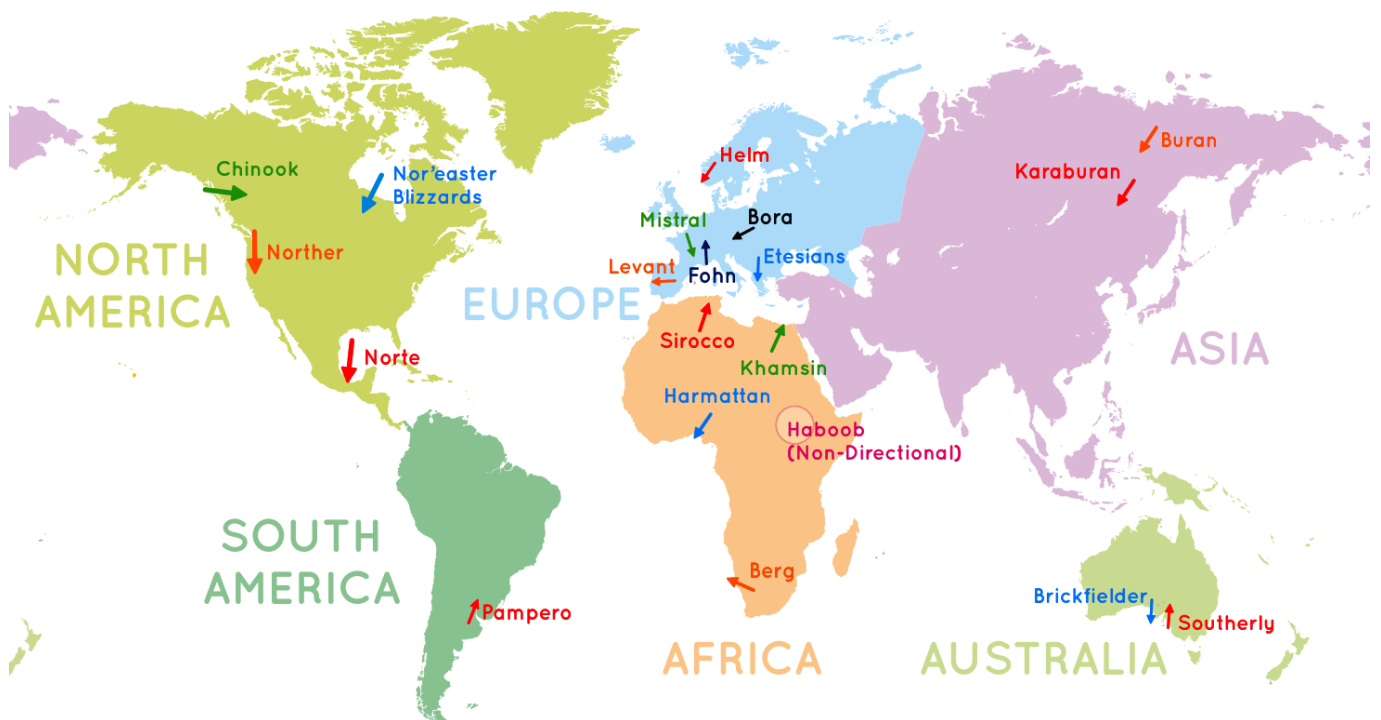 Chinook
Nor'easter
Blizzards
Norther
NORTH
AMERICA
Norte
Helm
Mistral
Bora
Levant
Fohn
Etesians
EUROPE
Buran
Karaburan
ASIA
Sirocco
Khamsin
Harmattan
Haboob
(Non-Directional)
Berg
AFRICA
SOUTH
AMERICA
Pampero
Brickfielder
Southerly
AUSTRALIA